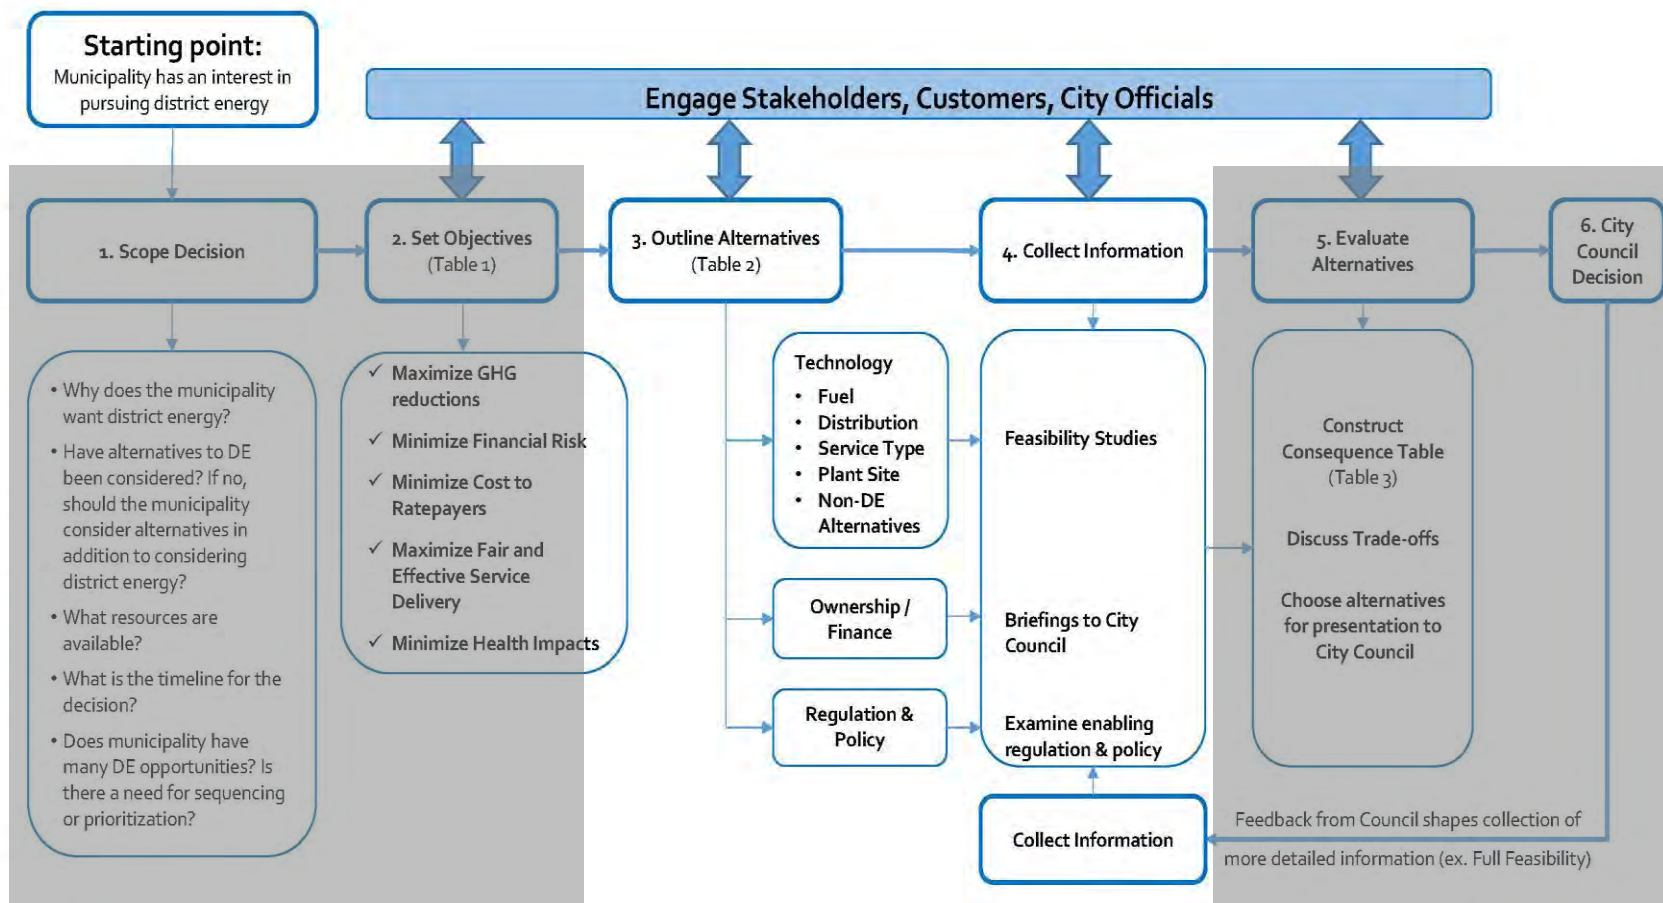 Starting point:
Municipality has an interest in
pursuing district energy
Engage Stakeholders, Customers, City Officials
1. Scope Decision
2. Set Objectives
(Table 1)
3. Outline Alternatives
(Table 2)
4. Collect Information
5. Evaluate
Alternatives
6. City
Council
Decision
• Why does the municipality
want district energy?
• Have alternatives to DE
been considered? If no,
should the municipality
consider alternatives in
addition to considering
district energy?
• What resources are
available?
• What is the timeline for the
decision?
• Does municipality have
many DE opportunities? Is
there a need for sequencing
or prioritization?
✓ Maximize GHG
reductions
✓ Minimize Financial Risk
✓ Minimize Cost to
Ratepayers
✓ Maximize Fair and
Effective Service
Delivery
✓ Minimize Health Impacts
Technology
• Fuel
• Distribution
• Service Type
• Plant Site
• Non-DE
Alternatives
Ownership /
Finance
Regulation &
Policy
Feasibility Studies
Briefings to City
Council
Examine enabling
regulation & policy
Collect Information
Construct
Consequence Table
(Table 3)
Discuss Trade-offs
Choose alternatives
for presentation to
City Council
Feedback from Council shapes collection of
more detailed information (ex. Full Feasibility)